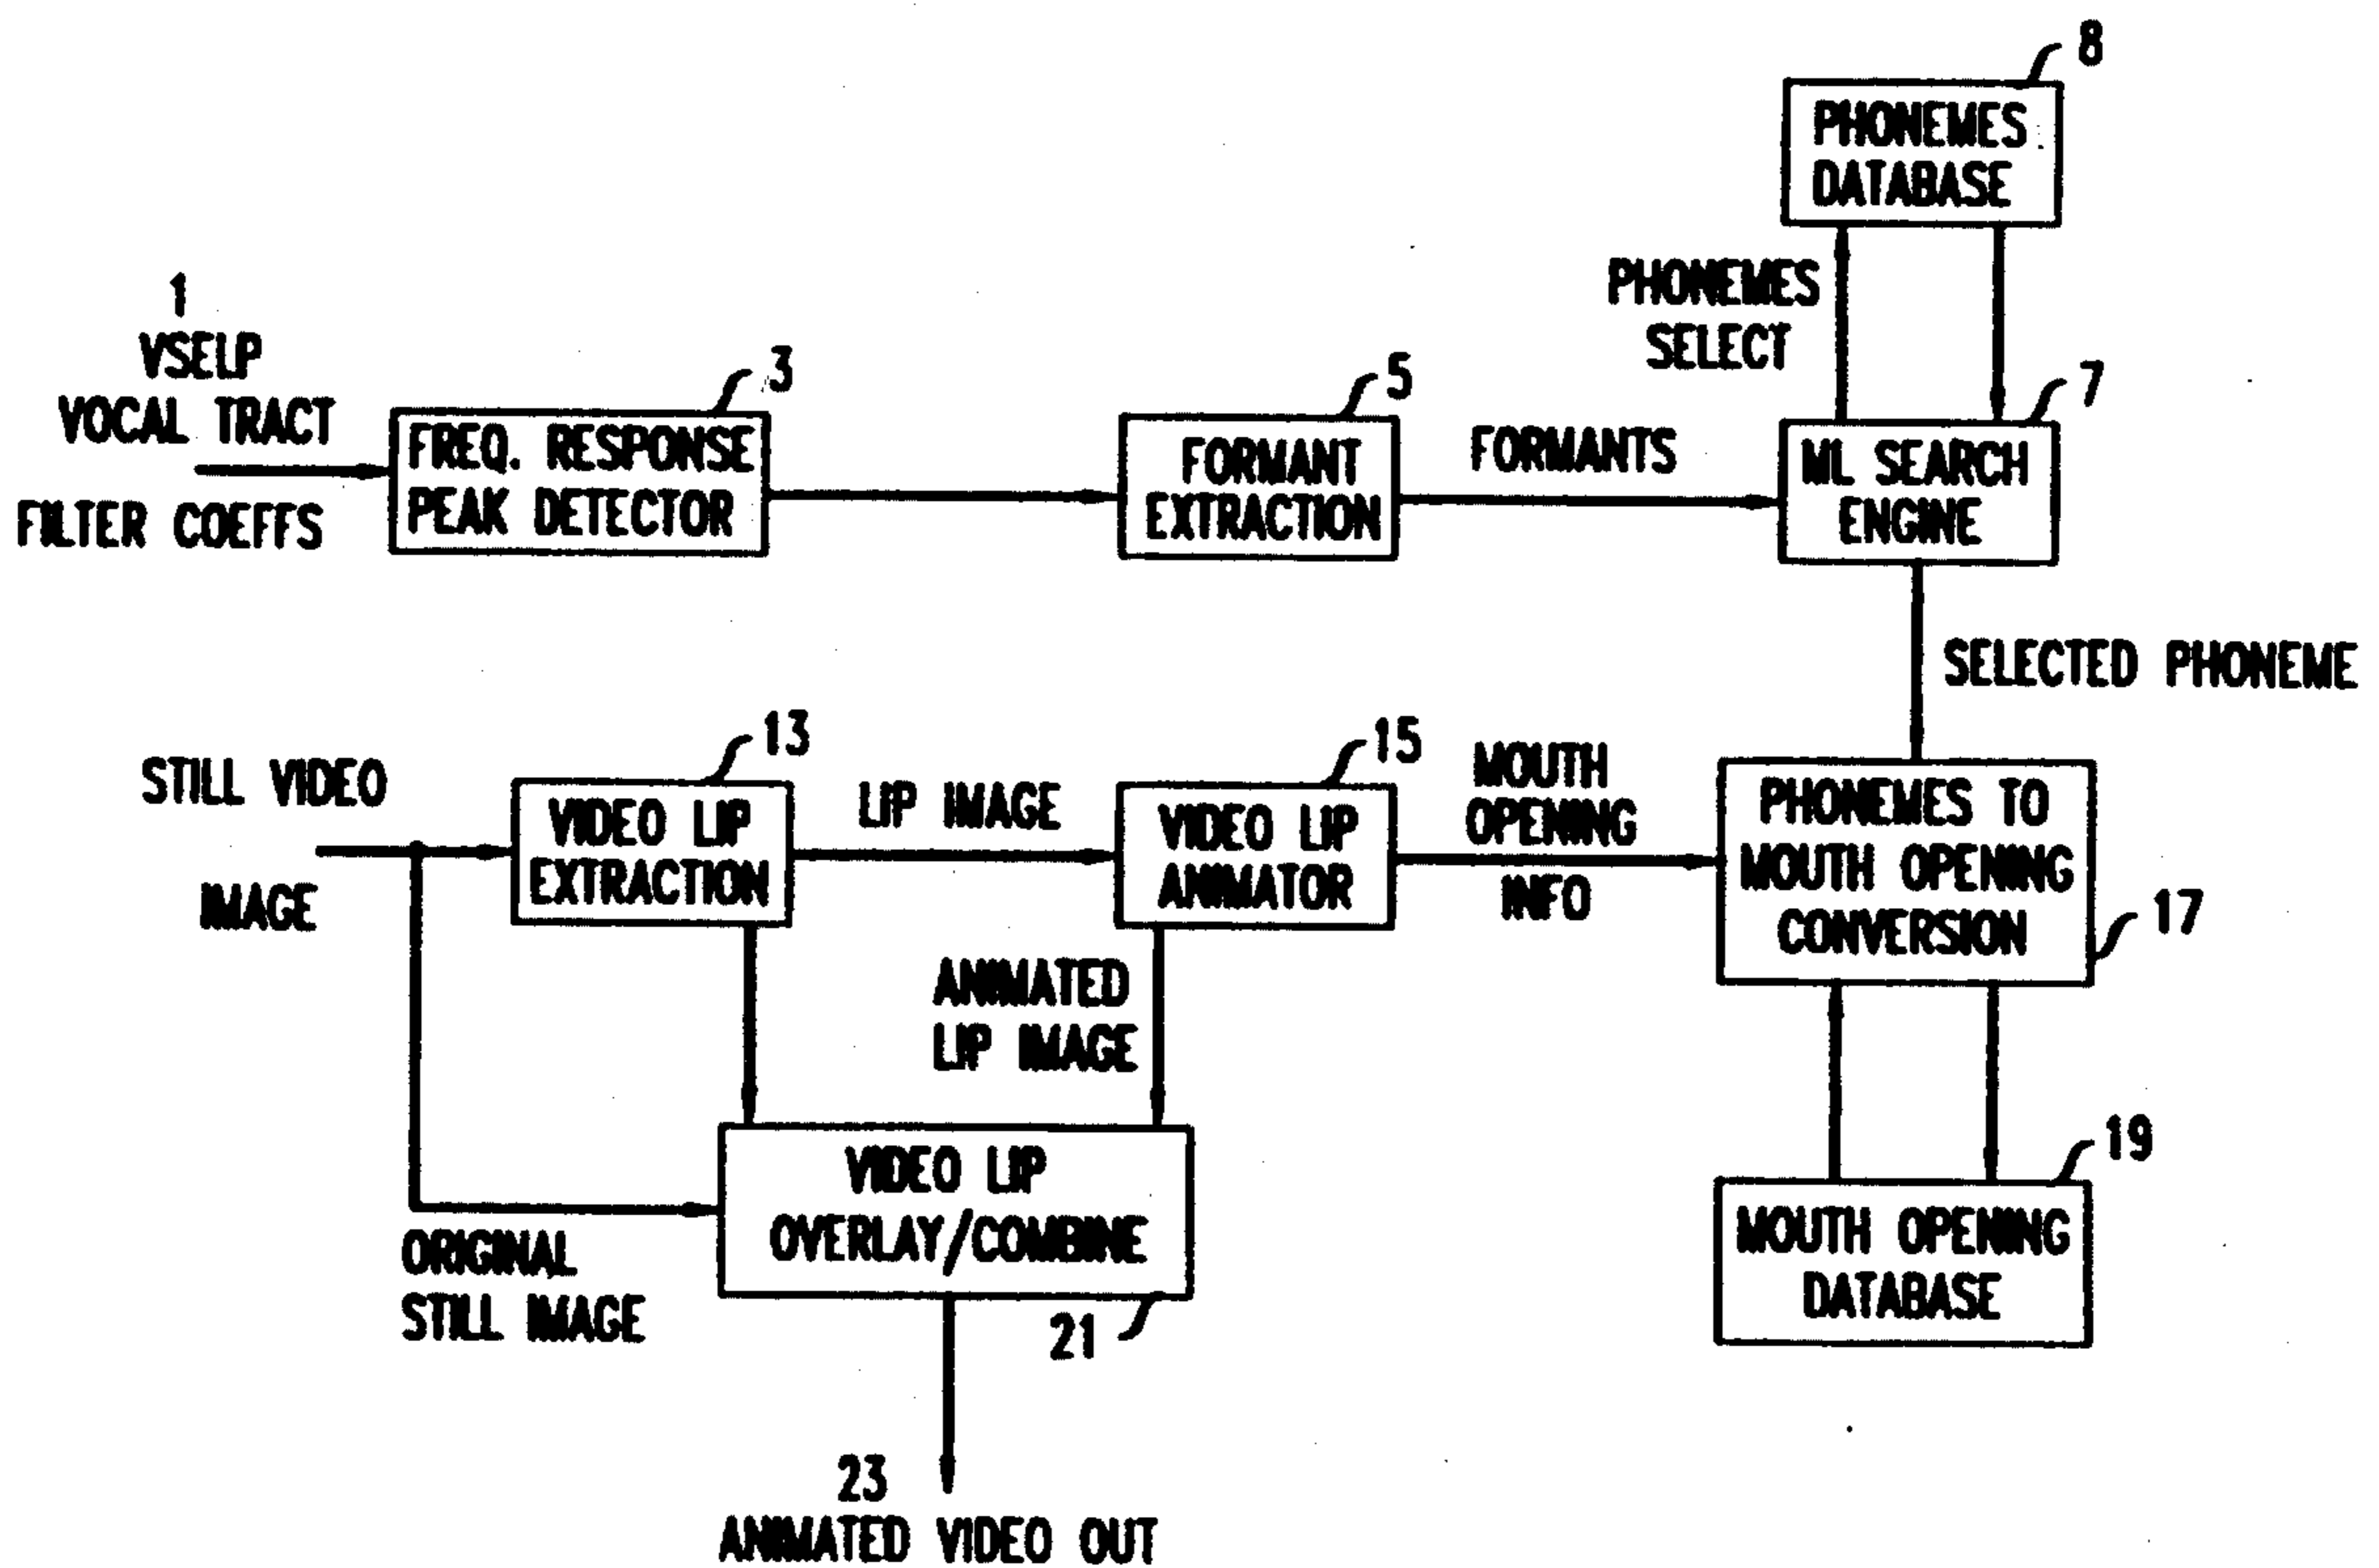 8
PHONEMES
DATABASE
PHONEMES
SELECT
1
VSELP
VOCAL TRACT
FILTER COEFFS
3
FREQ. RESPONSE
PEAK DETECTOR
5
FORMANT
EXTRACTION
FORMANTS
7
ML SEARCH
ENGINE
SELECTED PHONEME
STILL VIDEO
IMAGE
13
VIDEO LIP
EXTRACTION
LIP IMAGE
15
VIDEO LIP
ANIMATOR
MOUTH
OPENING
INFO
PHONEMES TO
MOUTH OPENING
CONVERSION
17
ANIMATED
LIP IMAGE
19
MOUTH OPENING
DATABASE
VIDEO LIP
OVERLAY/COMBINE
21
ORIGINAL
STILL IMAGE
23
ANIMATED VIDEO OUT